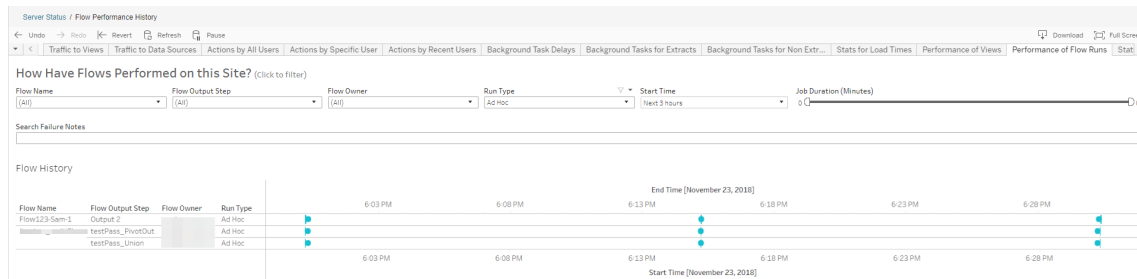 Server Status / Flow Performance History
Undo Redo Revert Refresh Pause Download Full Scree
Traffic to Views Traffic to Data Sources Actions by All Users Actions by Specific User Actions by Recent Users Background Task Delays Background Tasks for Extracts Background Tasks for Non Extr... Stats for Load Times Performance of Views Performance of Flow Runs Stat
How Have Flows Performed on this Site? (Click to filter)
Flow Name Flow Output Step Flow Owner Run Type Start Time Job Duration (Minutes)
(All) (All) (All) Ad Hoc Next 3 hours 0
Search Failure Notes
Flow History
End Time [November 23, 2018]
6:03 PM 6:08 PM 6:13 PM 6:18 PM 6:23 PM 6:28 PM
Flow Name Flow Output Step Flow Owner Run Type
Flow123-Sam-1 Output 2 Ad Hoc
testPass_PivotOut Ad Hoc
testPass_Union Ad Hoc
6:03 PM 6:08 PM 6:13 PM 6:18 PM 6:23 PM 6:28 PM
Start Time [November 23, 2018]